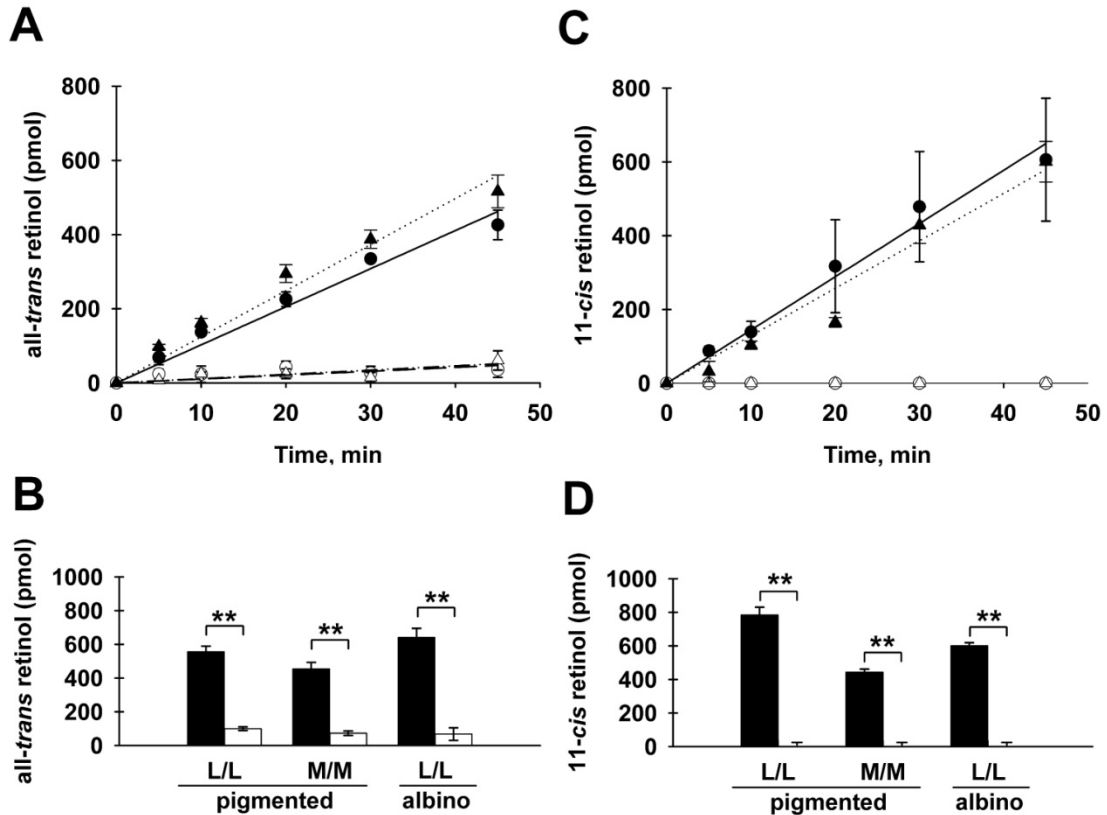 A
all-trans retinol (pmol)
800
600
400
200
0
0 10 20 30 40 50
Time, min
C
11-cis retinol (pmol)
800
600
400
200
0
0 10 20 30 40 50
Time, min
B
all-trans retinol (pmol)
1000
800
600
400
200
0
** ** **
L/L M/M L/L
pigmented albino
D
11-cis retinol (pmol)
1000
800
600
400
200
0
** ** **
L/L M/M L/L
pigmented albino